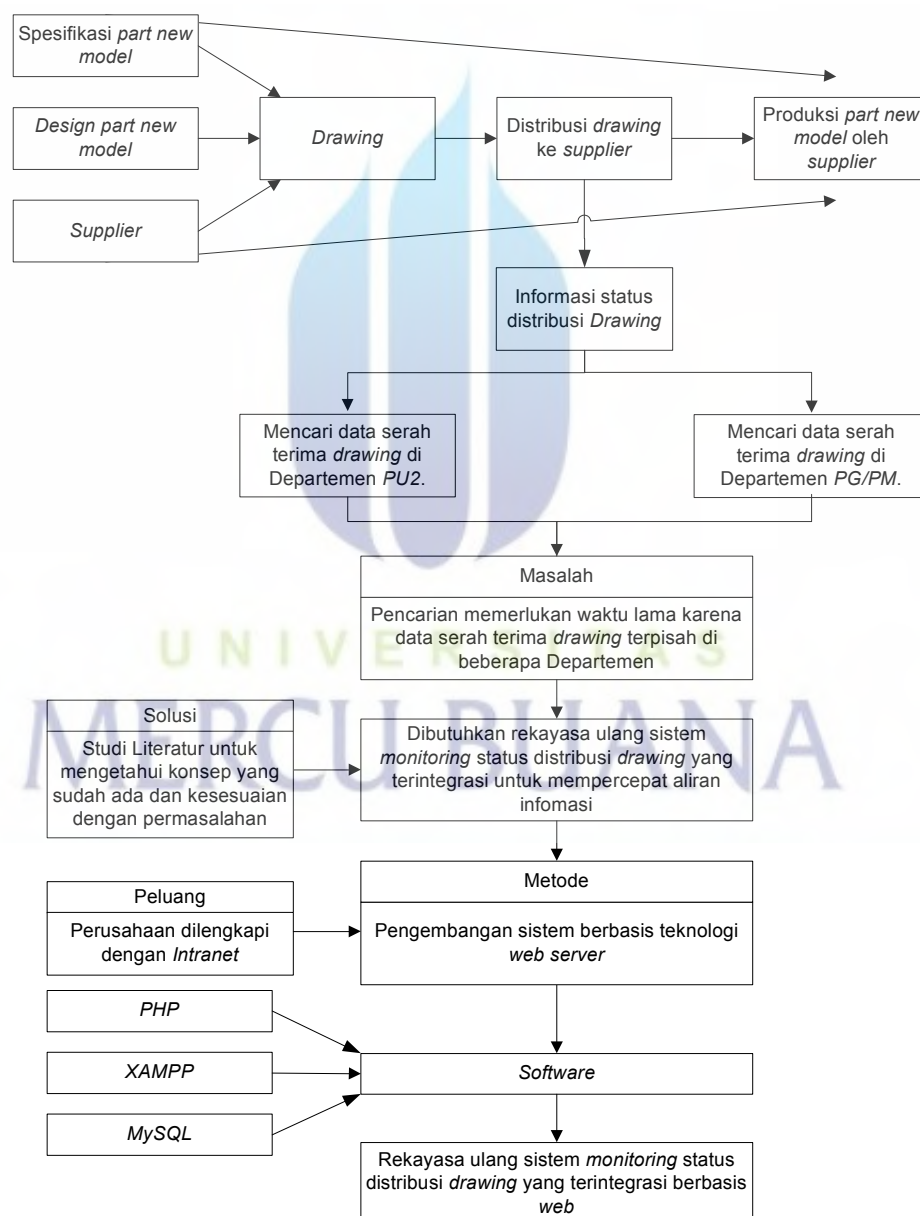 Spesifikasi part new
model
Design part new
model
Supplier
Drawing
Distribusi drawing
ke supplier
Produksi part new
model oleh
supplier
Informasi status
distribusi Drawing
Mencari data serah
terima drawing di
Departemen PU2.
Mencari data serah
terima drawing di
Departemen PG/PM.
Masalah
Pencarian memerlukan waktu lama karena
data serah terima drawing terpisah di
beberapa Departemen
UNIVERSITAS
MERCU BUANA
Solusi
Studi Literatur untuk
mengetahui konsep yang
sudah ada dan kesesuaian
dengan permasalahan
Dibutuhkan rekayasa ulang sistem
monitoring status distribusi drawing yang
terintegrasi untuk mempercepat aliran
infomasi
Metode
Pengembangan sistem berbasis teknologi
web server
Peluang
Perusahaan dilengkapi
dengan Intranet
PHP
XAMPP
MySQL
Software
Rekayasa ulang sistem monitoring status
distribusi drawing yang terintegrasi berbasis
web